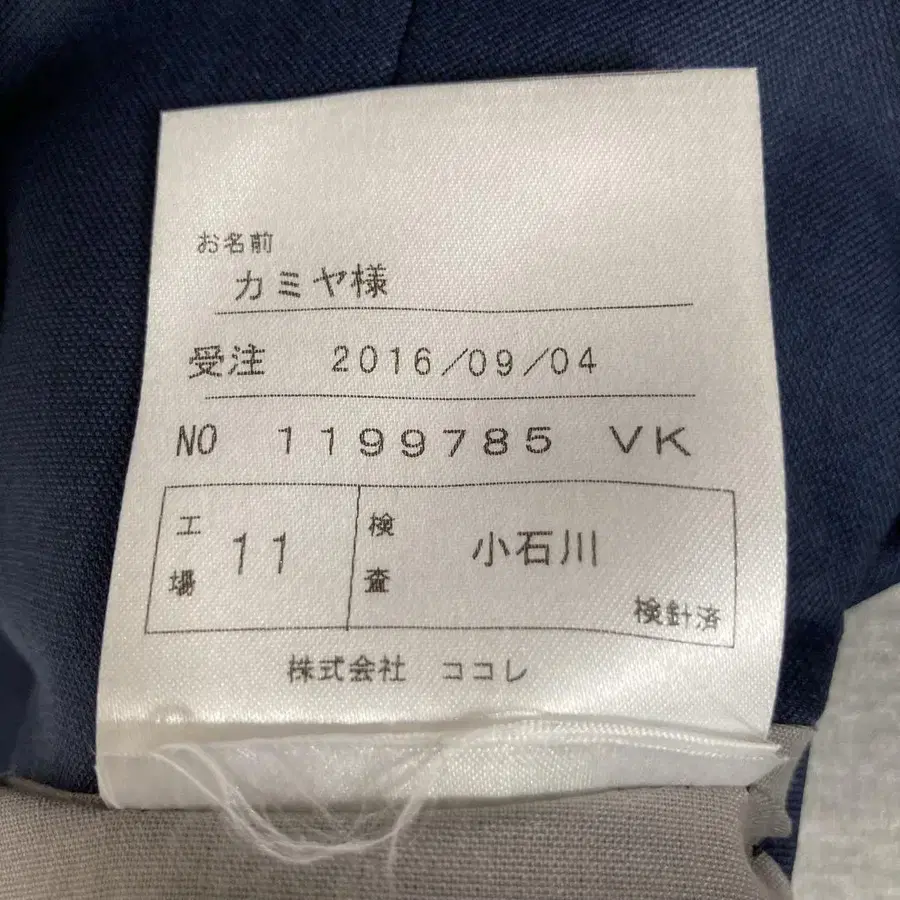 お名前
カミヤ様
受注 2016/09/04
NO 1199785 VK
工場 11 検査 小石川
検針済
株式会社 ココレ